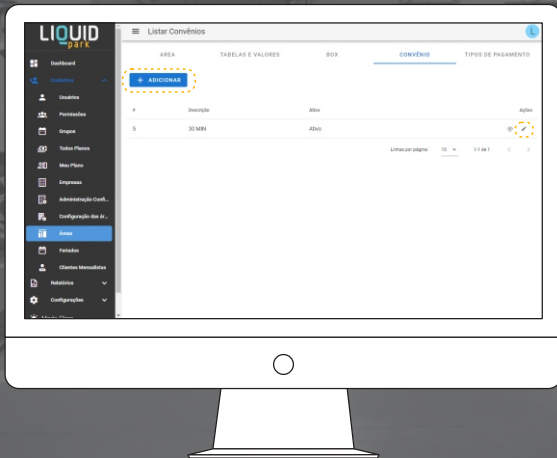 LIQUID
park
Listar Convênios
L
AREA
TABELAS E VALORES
BOX
CONVÊNIO
TIPOS DE PAGAMENTO
+ ADICIONAR
#
Descrição
Ativo
Ações
5
30 MIN
Ativo
Linhas por página:
10
1-1 de 1
Dashboard
Cadastros
Usuários
Permissões
Grupos
Todos Planos
Meu Plano
Empresas
Administração Confi...
Configuração das ár...
Áreas
Feriados
Clientes Mensalistas
Relatórios
Configurações